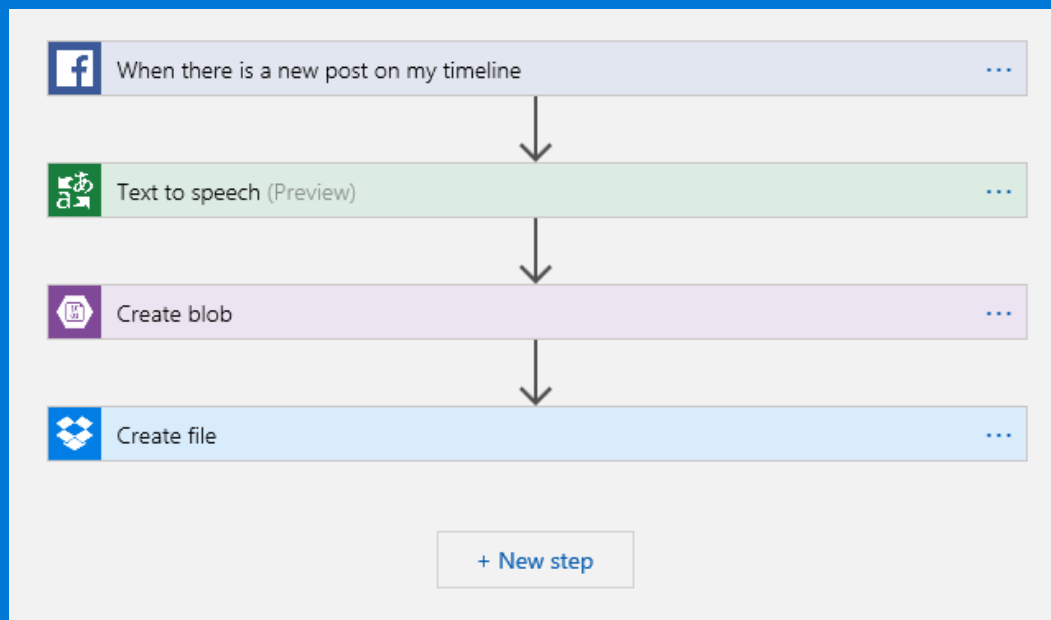 When there is a new post on my timeline
Text to speech (Preview)
Create blob
Create file
+ New step